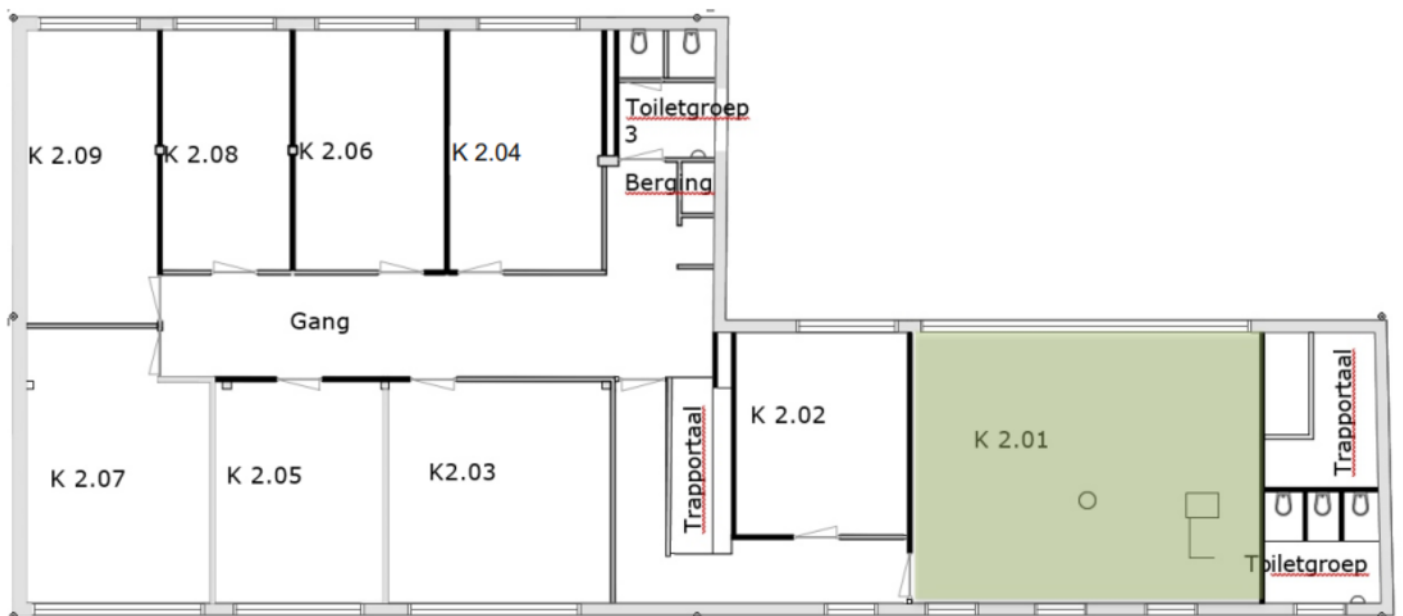 Toiletgroep
3
K 2.09
K 2.08
K 2.06
K 2.04
Berging
Gang
K 2.07
K 2.05
K2.03
Trapportaal
K 2.02
K 2.01
Trapportaal
Toiletgroep